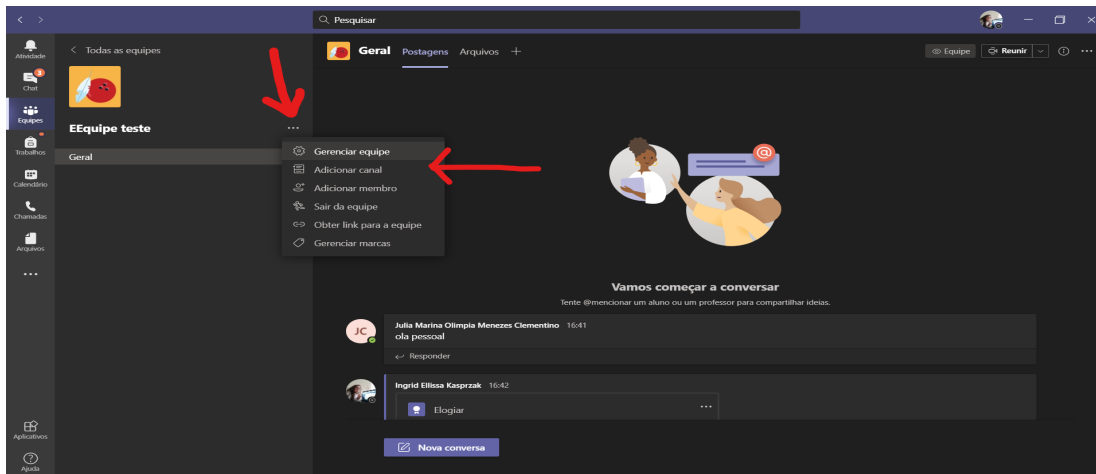 Pesquisar
Atividade
Chat
3
Equipes
Trabalhos
Calendário
Chamadas
Arquivos
Aplicativos
Ajuda
Todas as equipes
EEquipe teste
Geral
Gerenciar equipe
Adicionar canal
Adicionar membro
Sair da equipe
Obter link para a equipe
Gerenciar marcas
Geral Postagens Arquivos
Equipe Reunir
@
Vamos começar a conversar
Tente @mencionar um aluno ou um professor para compartilhar ideias.
JC
Julia Marina Olimpia Menezes Clementino 16:41
ola pessoal
Responder
Ingrid Ellissa Kasprzak 16:42
Elogiar
Nova conversa